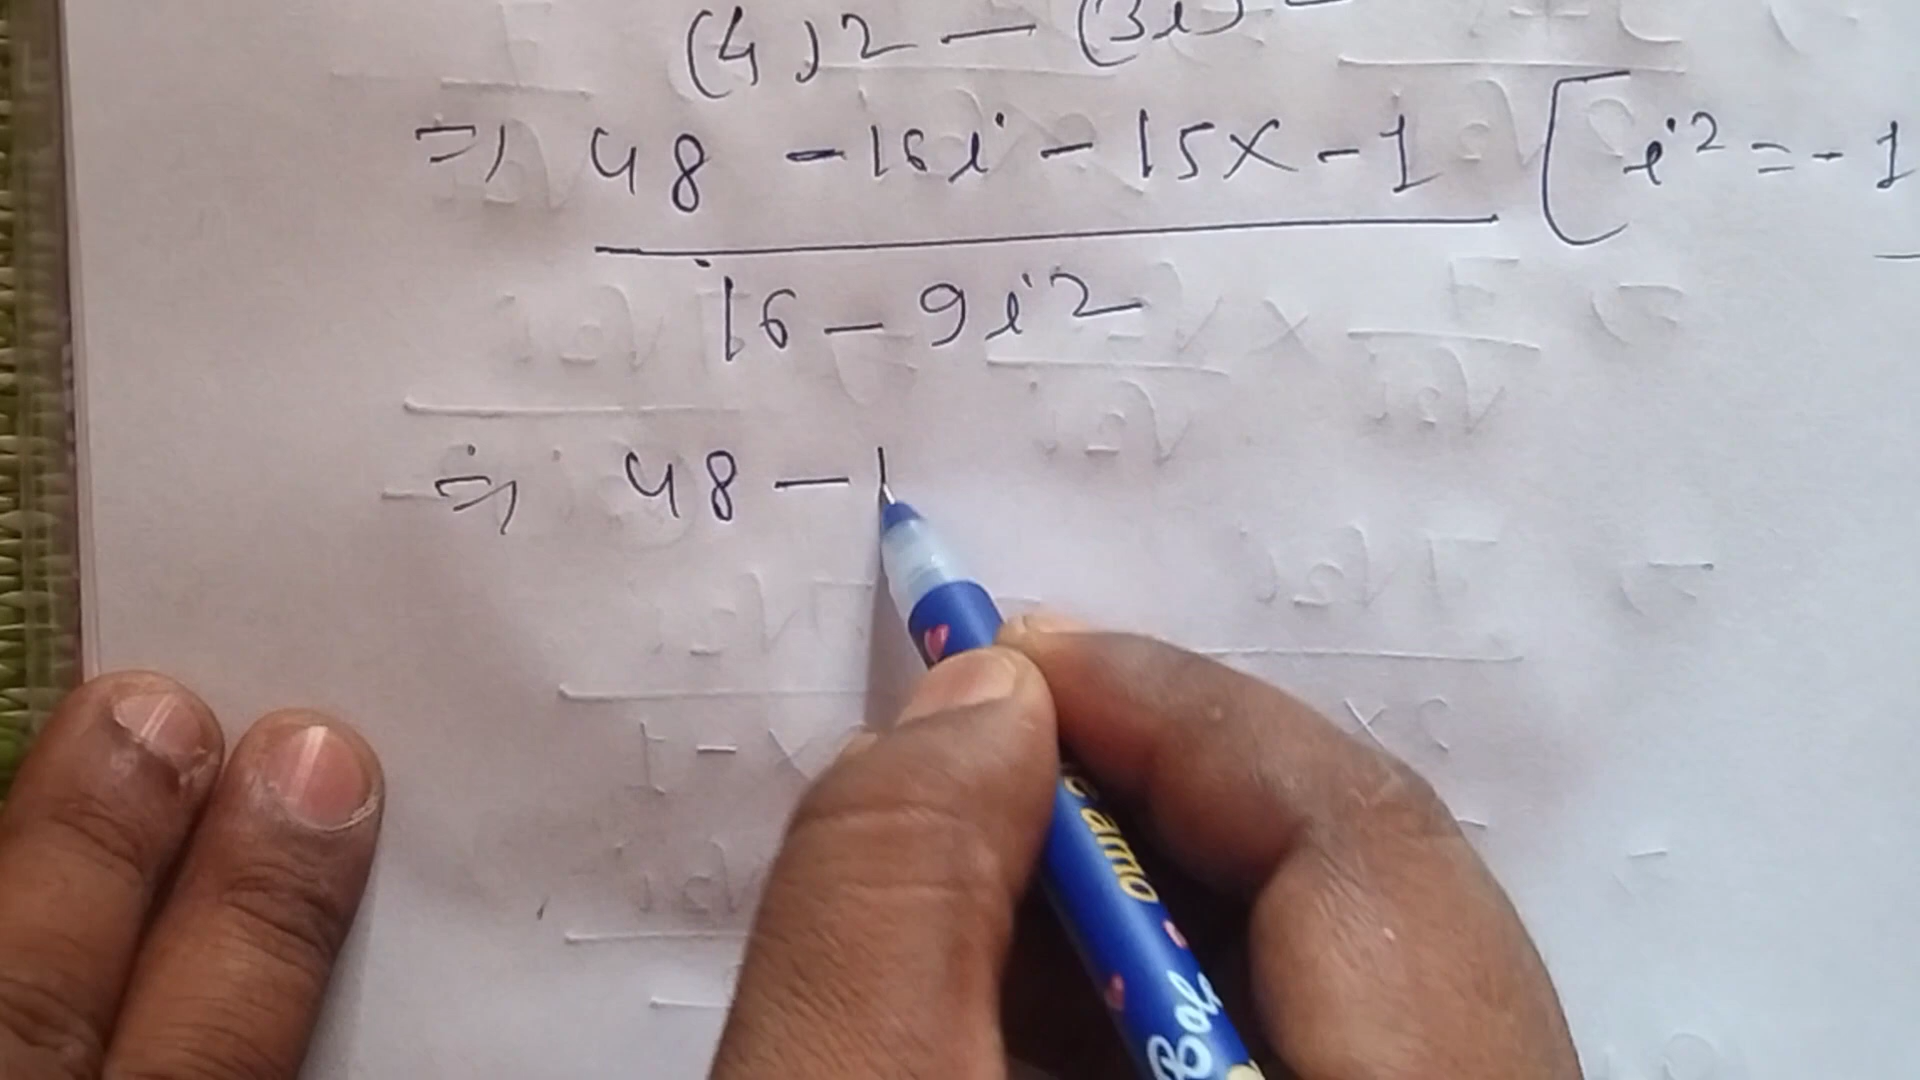 (4)2 - (3i)
=> 48 - 16i - 15x - 1 [i² = - 1
16 - 9i²
=> 48 - 1